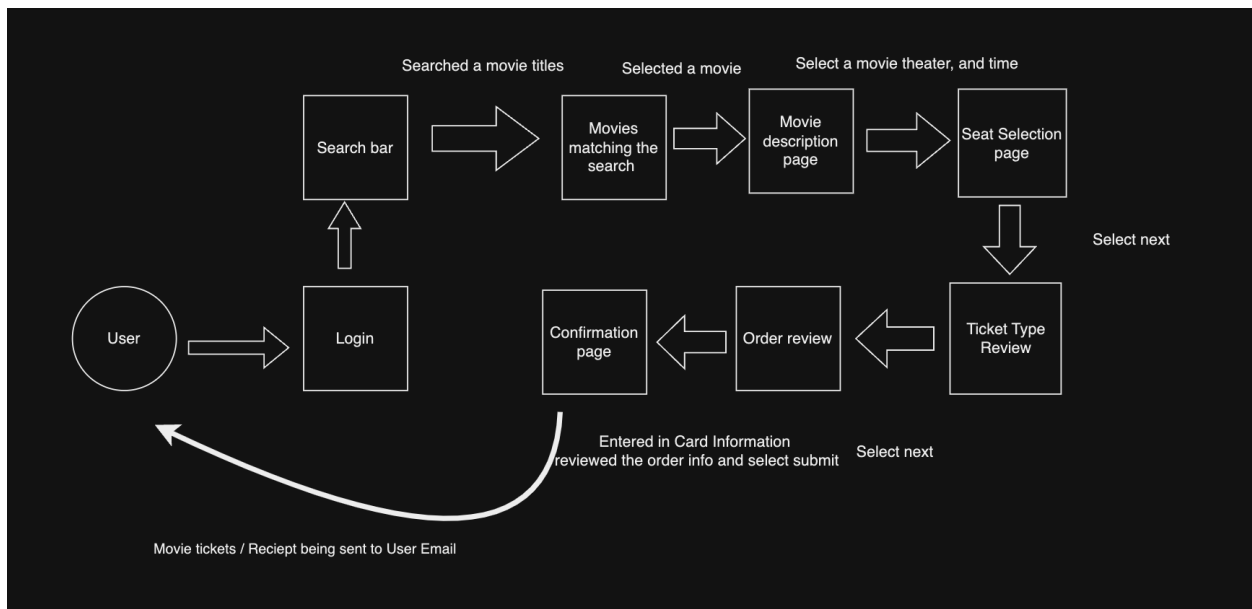 Searched a movie titles
Selected a movie
Select a movie theater, and time
Search bar
Movies
matching the
search
Movie
description
page
Seat Selection
page
Select next
User
Login
Confirmation
page
Order review
Ticket Type
Review
Entered in Card Information
reviewed the order info and select submit
Select next
Movie tickets / Reciept being sent to User Email